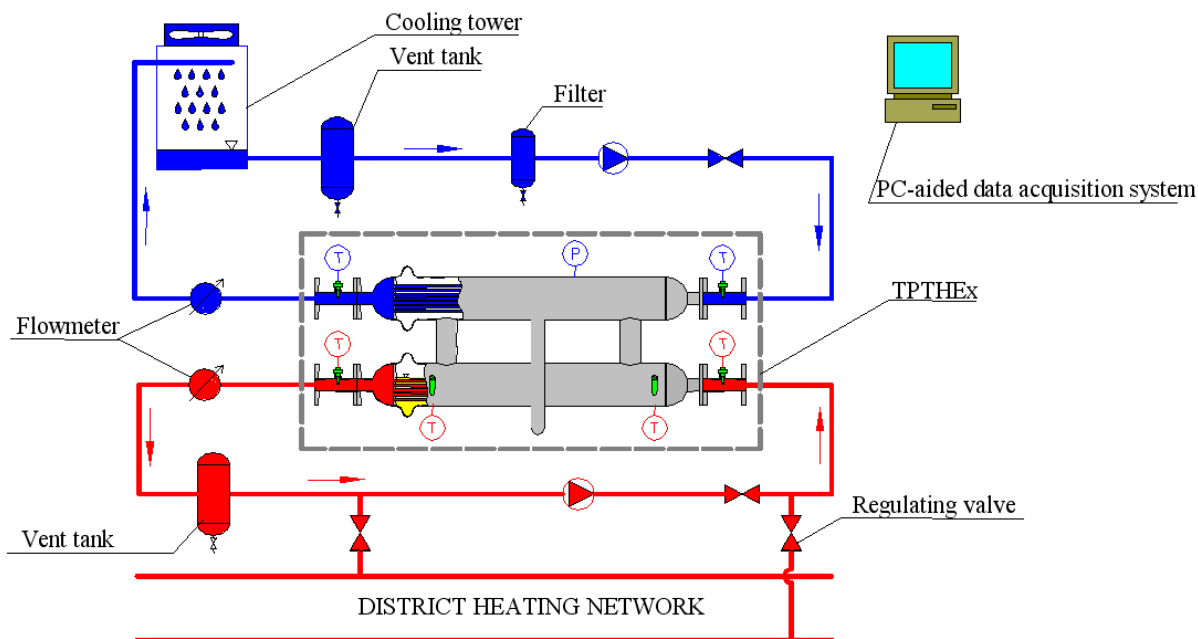 Cooling tower
Vent tank
Filter
PC-aided data acquisition system
T
P
T
TPTHEx
Flowmeter
T
T
T
T
Regulating valve
Vent tank
DISTRICT HEATING NETWORK